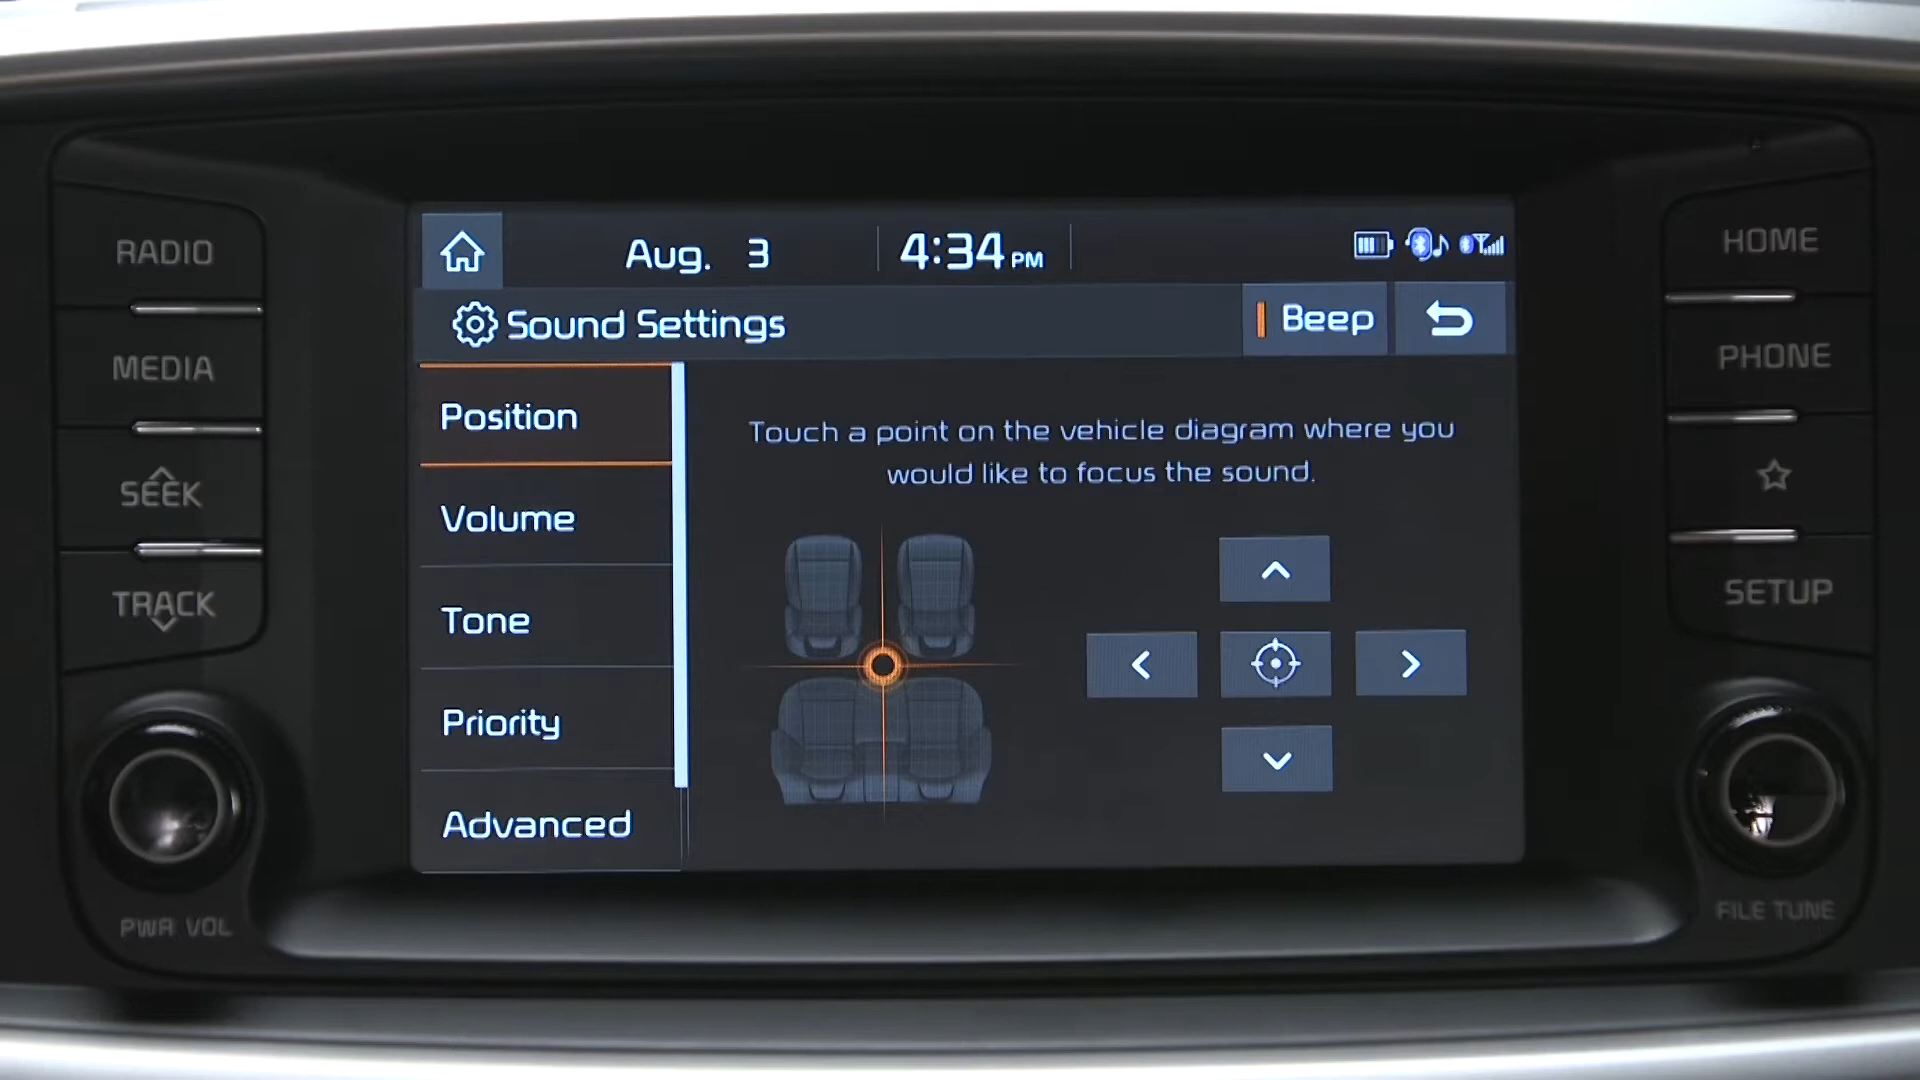 RADIO
MEDIA
SEEK
TRACK
PWR VOL
Aug. 3
4:34 PM
Sound Settings
Beep
Position
Volume
Tone
Priority
Advanced
Touch a point on the vehicle diagram where you
would like to focus the sound.
HOME
PHONE
SETUP
FILE TUNE